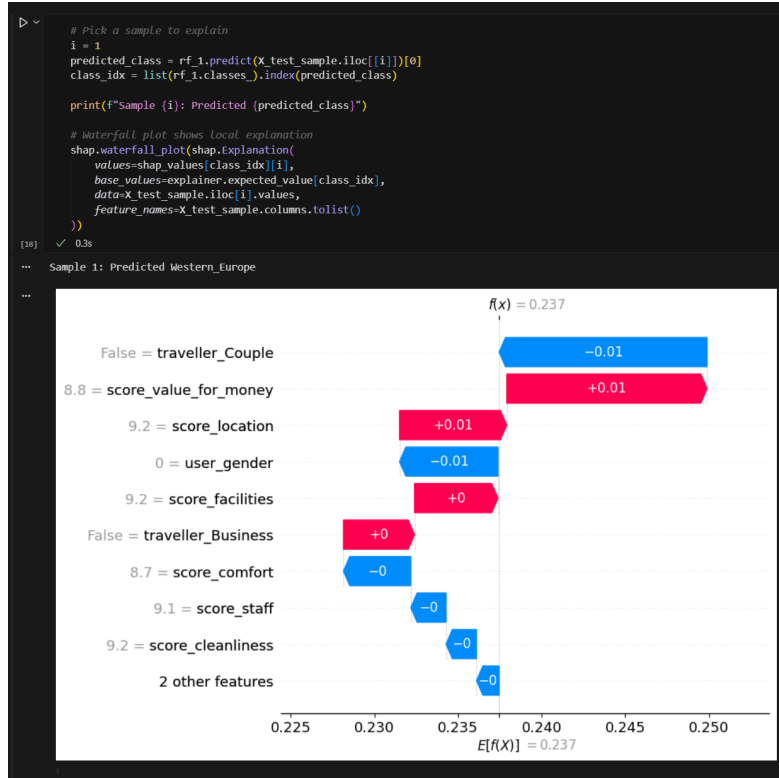 # Pick a sample to explain
i = 1
predicted_class = rf_1.predict(X_test_sample.iloc[[i]])[0]
class_idx = list(rf_1.classes_).index(predicted_class)
print(f"Sample {i}: Predicted {predicted_class}")
# Waterfall plot shows local explanation
shap.waterfall_plot(shap.Explanation(
values=shap_values[class_idx][i],
base_values=explainer.expected_value[class_idx],
data=X_test_sample.iloc[i].values,
feature_names=X_test_sample.columns.tolist()
))
[18] ✓ 0.3s
... Sample 1: Predicted Western_Europe
...
f(x) = 0.237
False = traveller_Couple −0.01
8.8 = score_value_for_money +0.01
9.2 = score_location +0.01
0 = user_gender −0.01
9.2 = score_facilities +0
False = traveller_Business +0
8.7 = score_comfort −0
9.1 = score_staff −0
9.2 = score_cleanliness −0
2 other features −0
0.225 0.230 0.235 0.240 0.245 0.250
E[f(X)] = 0.237